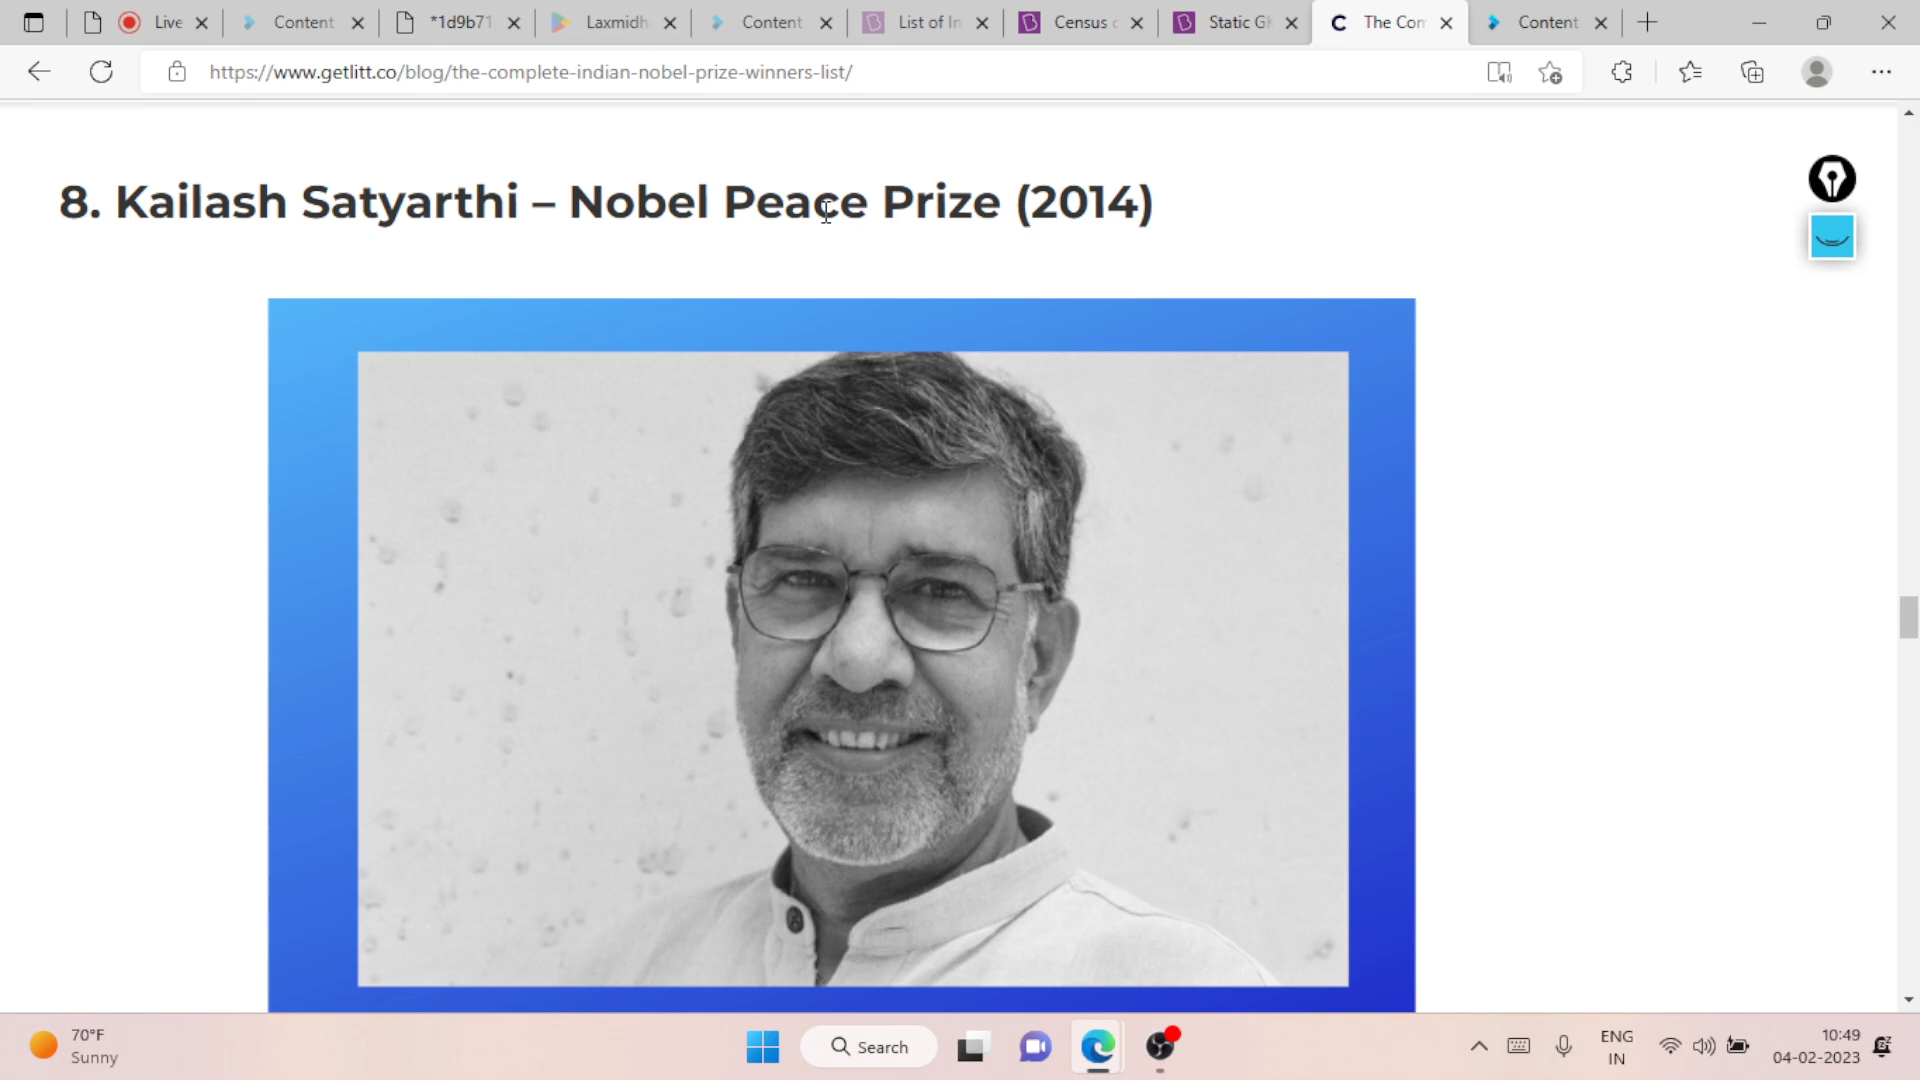 Live
Content
*1d9b71
Laxmidh
Content
List of In
Census c
Static G
The Com
Content
https://www.getlitt.co/blog/the-complete-indian-nobel-prize-winners-list/
8. Kailash Satyarthi – Nobel Peace Prize (2014)
70°F
Sunny
Search
ENG
IN
10:49
04-02-2023